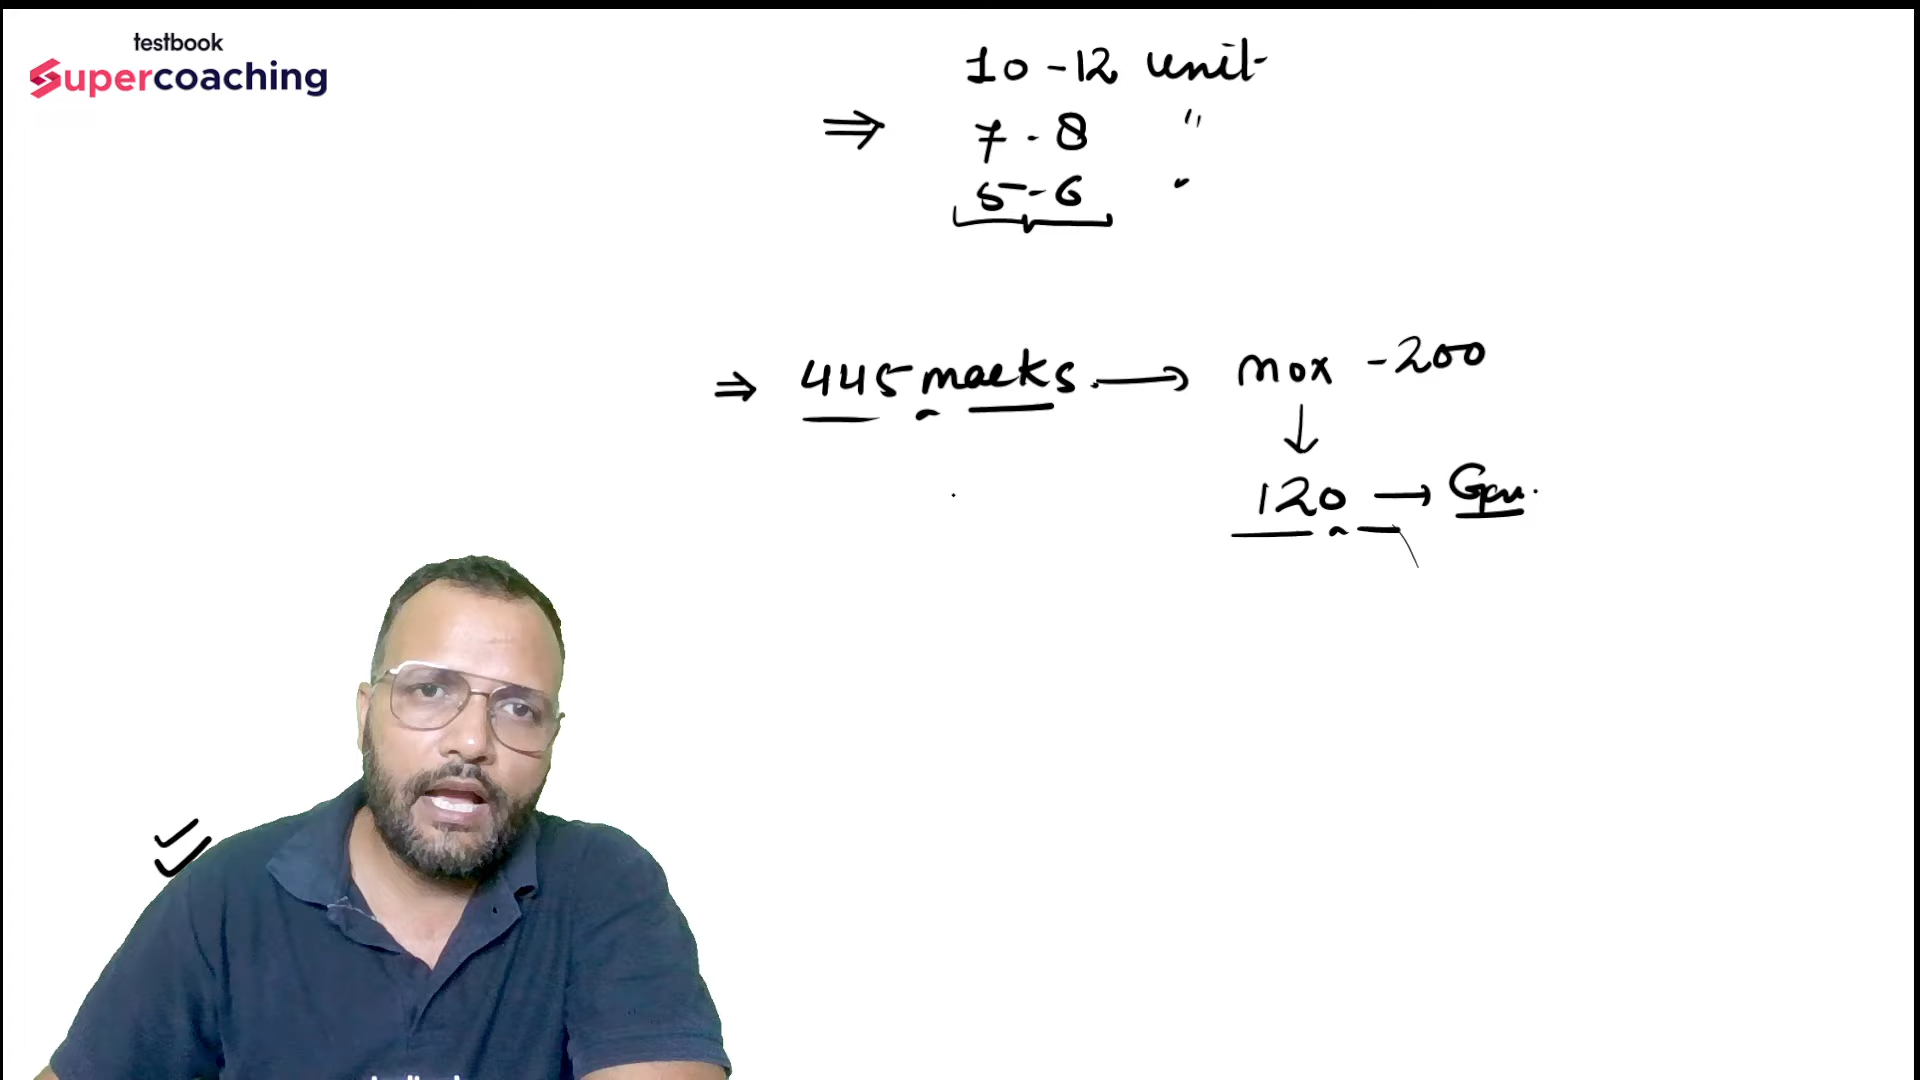 testbook
Supercoaching
10-12 unit
⇒ 7-8 "
5-6 "
⇒ 445 marks. → max -200
↓
120 → Gen.